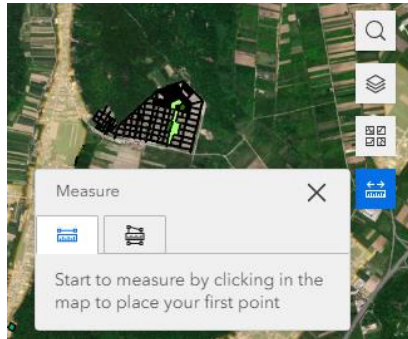 Measure
Start to measure by clicking in the
map to place your first point